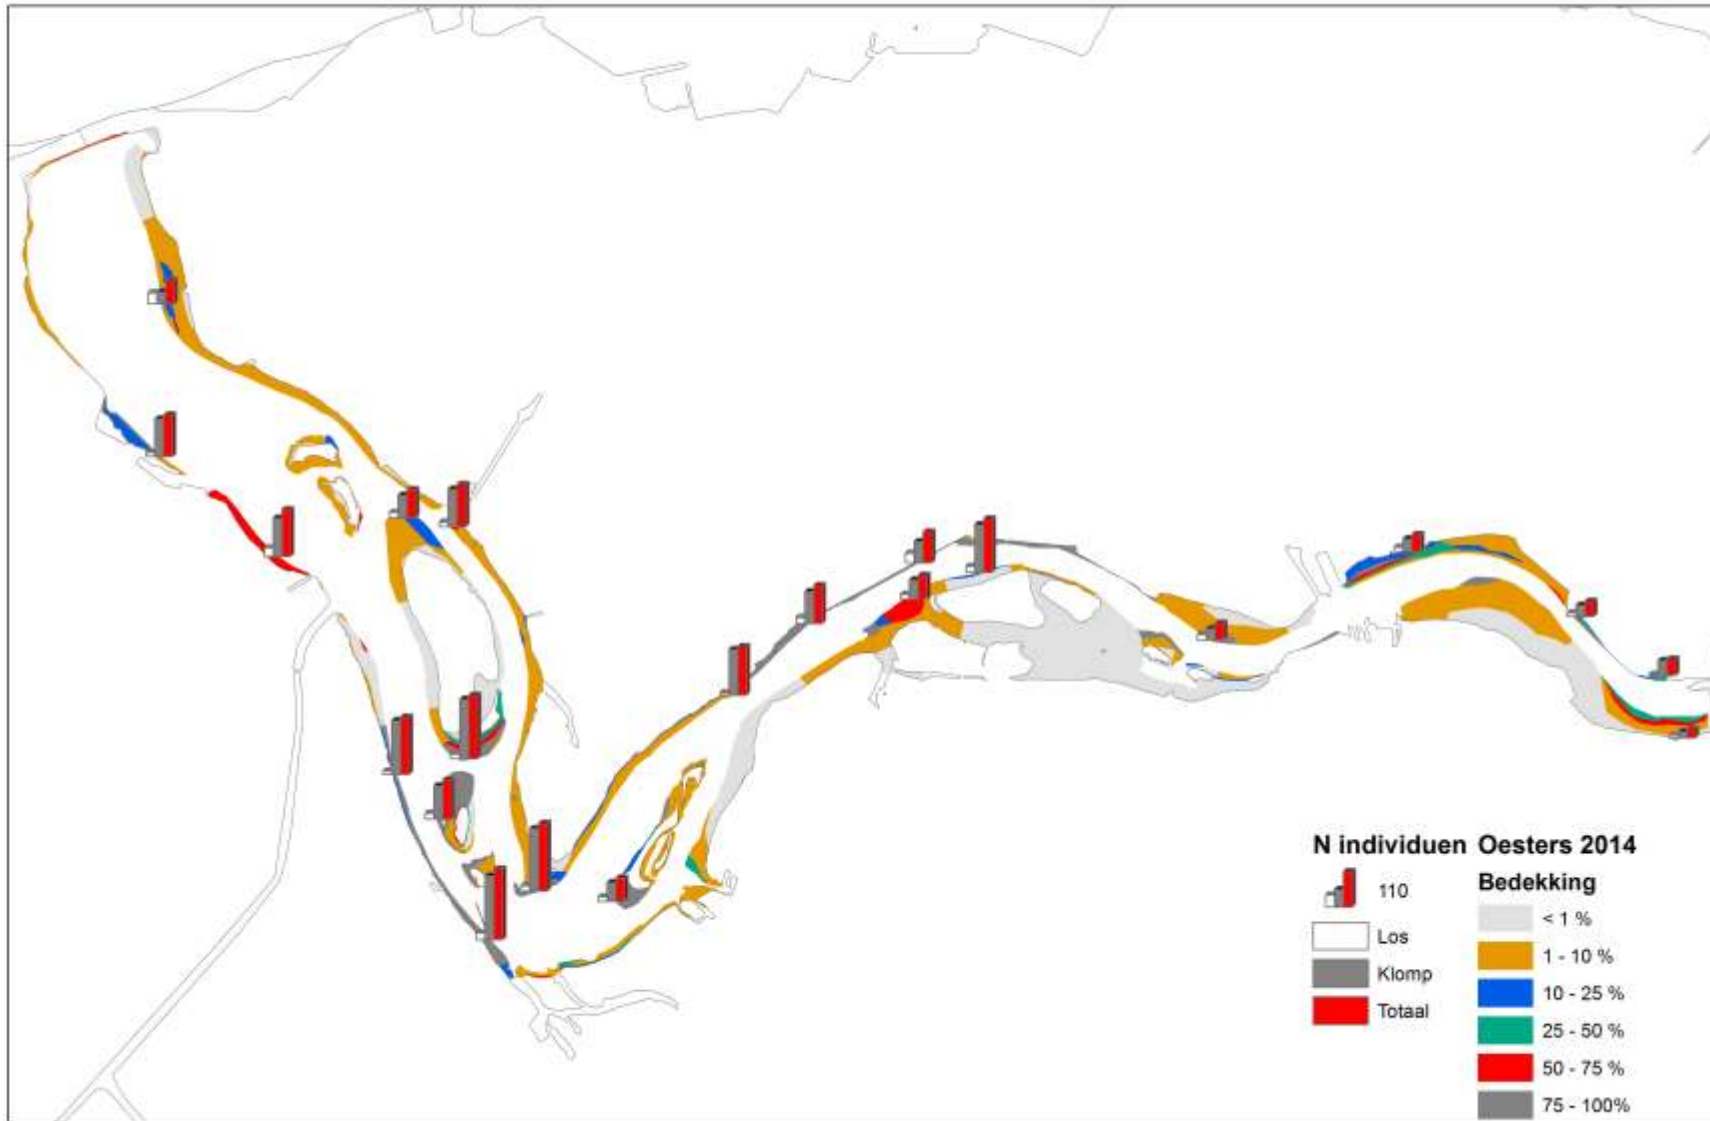 N individuen
110
Los
Klomp
Totaal
Oesters 2014
Bedekking
< 1 %
1 - 10 %
10 - 25 %
25 - 50 %
50 - 75 %
75 - 100%